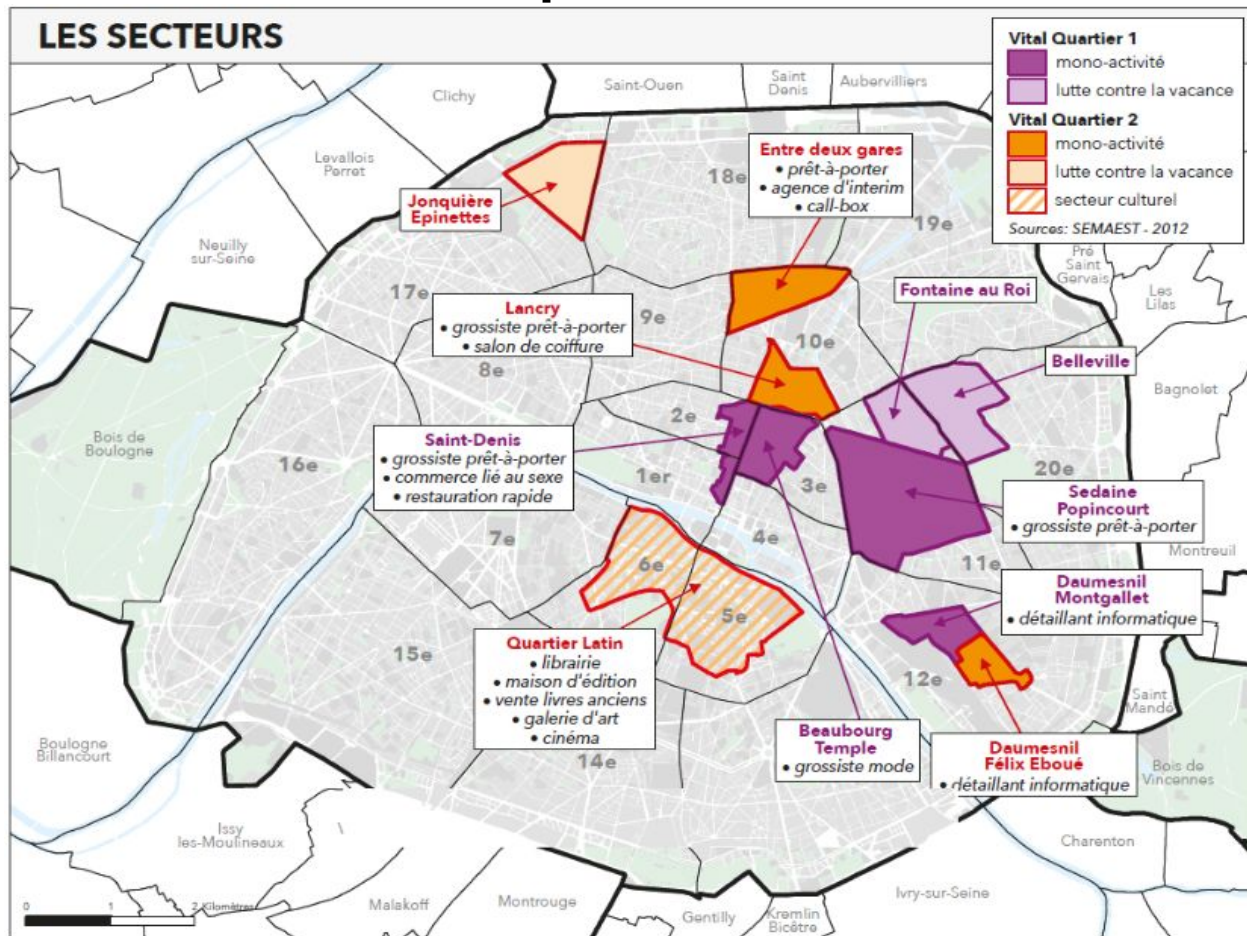 LES SECTEURS
Vital Quartier 1
mono-activité
lutte contre la vacance
Vital Quartier 2
mono-activité
lutte contre la vacance
secteur culturel
Sources: SEMAEST - 2012
Clichy
Saint-Ouen
Saint
Denis
Aubervilliers
Levallois
Perret
Neuilly
sur-Seine
Pré
Saint
Gervais
Les
Lilas
Bagnolet
Montreuil
Saint
Mandé
Bois de
Vincennes
Charenton
Ivry-sur-Seine
Kremlin
Bicêtre
Gentilly
Montrouge
Malakoff
Issy
les-Moulineaux
Boulogne
Billancourt
Bois de
Boulogne
Jonquière
Epinettes
Entre deux gares
• prêt-à-porter
• agence d'interim
• call-box
Lancry
• grossiste prêt-à-porter
• salon de coiffure
Fontaine au Roi
Belleville
Saint-Denis
• grossiste prêt-à-porter
• commerce lié au sexe
• restauration rapide
Sedaine
Popincourt
• grossiste prêt-à-porter
Daumesnil
Montgallet
• détaillant informatique
Quartier Latin
• librairie
• maison d'édition
• vente livres anciens
• galerie d'art
• cinéma
Beaubourg
Temple
• grossiste mode
Daumesnil
Félix Eboué
• détaillant informatique
18e
19e
17e
9e
10e
8e
2e
16e
1er
3e
20e
7e
4e
6e
11e
5e
15e
12e
14e
0 1 2 Kilomètres